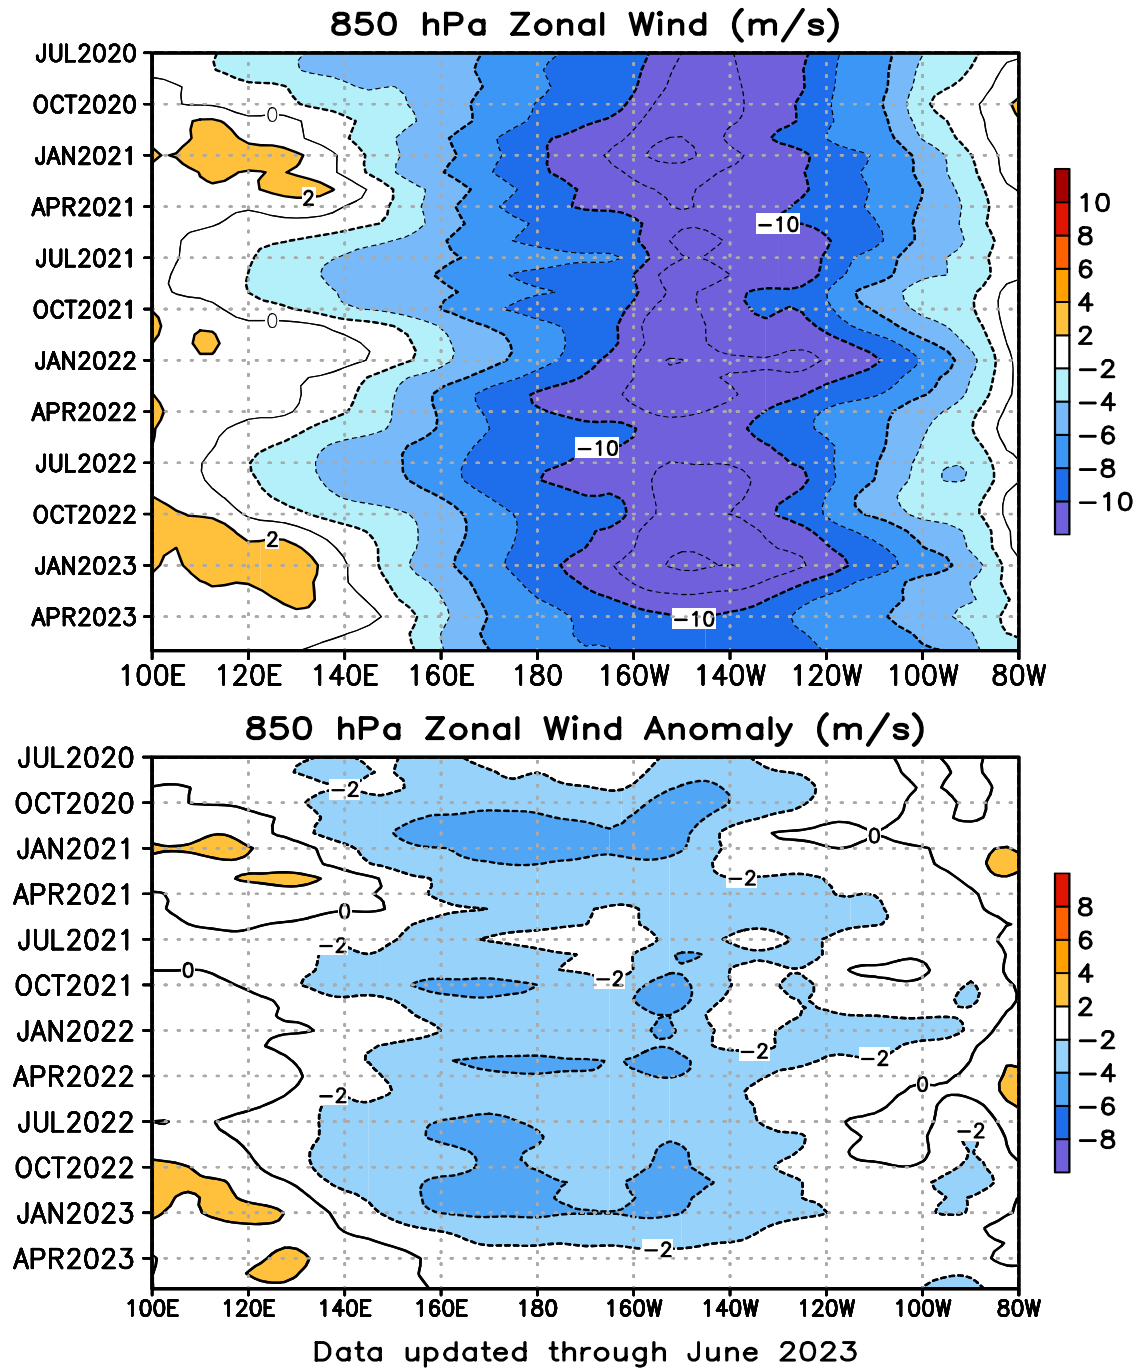 850 hPa Zonal Wind (m/s)
JUL2020
OCT2020
JAN2021
APR2021
JUL2021
OCT2021
JAN2022
APR2022
JUL2022
OCT2022
JAN2023
APR2023
0
2
-10
0
-10
2
-10
100E 120E 140E 160E 180 160W 140W 120W 100W 80W
10
8
6
4
2
-2
-4
-6
-8
-10
850 hPa Zonal Wind Anomaly (m/s)
JUL2020
OCT2020
JAN2021
APR2021
JUL2021
OCT2021
JAN2022
APR2022
JUL2022
OCT2022
JAN2023
APR2023
-2
0
-2
0
-2
0
-2
-2
-2
0
-2
-2
-2
100E 120E 140E 160E 180 160W 140W 120W 100W 80W
8
6
4
2
-2
-4
-6
-8
Data updated through June 2023